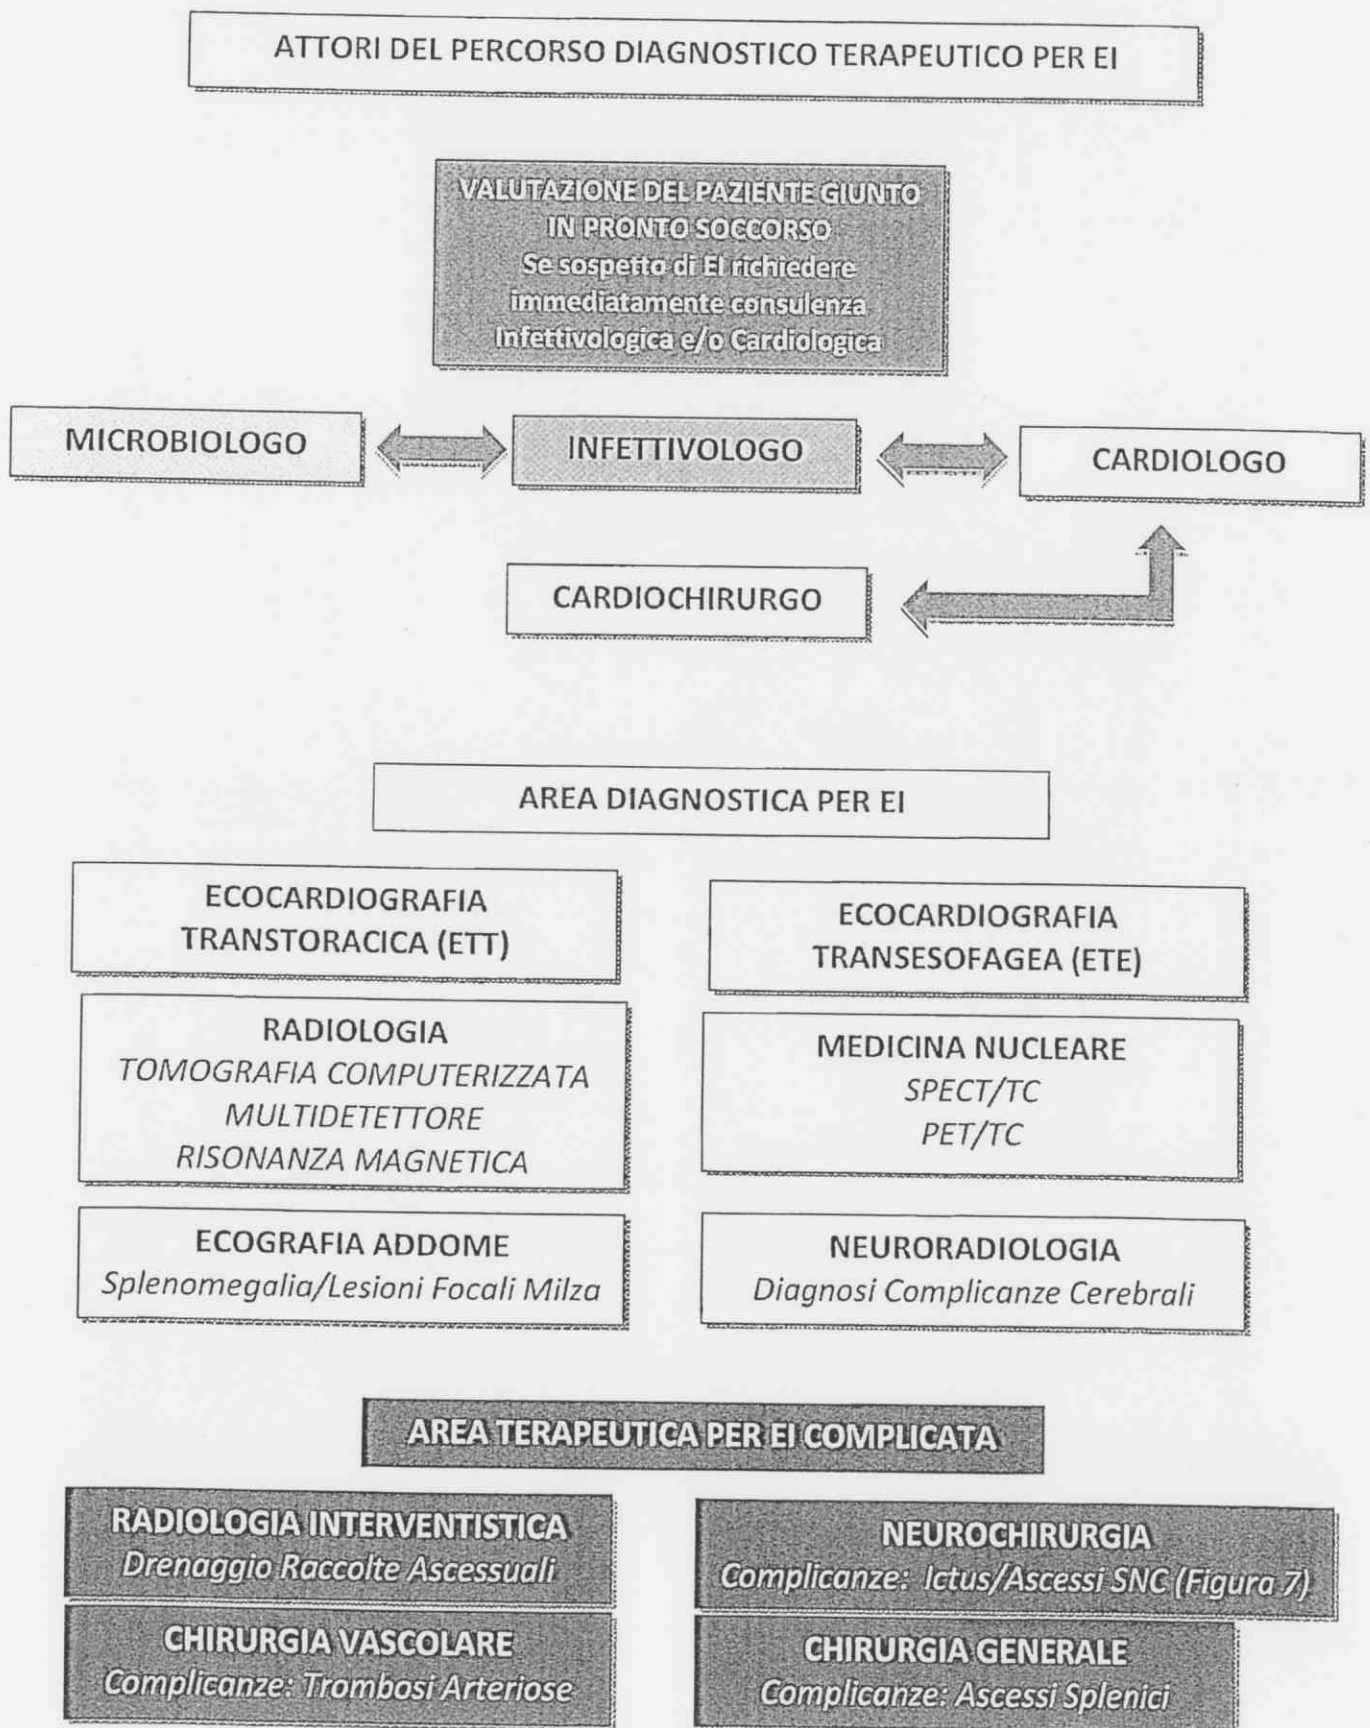 ATTORI DEL PERCORSO DIAGNOSTICO TERAPEUTICO PER EI
VALUTAZIONE DEL PAZIENTE GIUNTO
IN PRONTO SOCCORSO
Se sospetto di EI richiedere
immediatamente consulenza
Infettivologica e/o Cardiologica
MICROBIOLOGO
INFETTIVOLOGO
CARDIOLOGO
CARDIOCHIRURGO
AREA DIAGNOSTICA PER EI
ECOCARDIOGRAFIA
TRANSTORACICA (ETT)
ECOCARDIOGRAFIA
TRANSESOFAGEA (ETE)
RADIOLOGIA
TOMOGRAFIA COMPUTERIZZATA
MULTIDETETTORE
RISONANZA MAGNETICA
MEDICINA NUCLEARE
SPECT/TC
PET/TC
ECOGRAFIA ADDOME
Splenomegalia/Lesioni Focali Milza
NEURORADIOLOGIA
Diagnosi Complicanze Cerebrali
AREA TERAPEUTICA PER EI COMPLICATA
RADIOLOGIA INTERVENTISTICA
Drenaggio Raccolte Ascessuali
NEUROCHIRURGIA
Complicanze: Ictus/Ascessi SNC (Figura 7)
CHIRURGIA VASCOLARE
Complicanze: Trombosi Arteriose
CHIRURGIA GENERALE
Complicanze: Ascessi Splenici